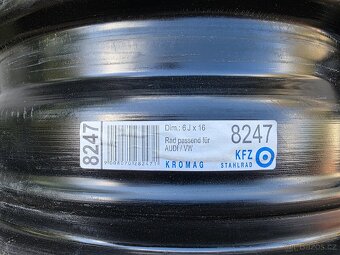 8247
Dim.: 6J x 16
Rad passend für
AUDI / VW
KROMAG
8247
KFZ
STAHLRAD